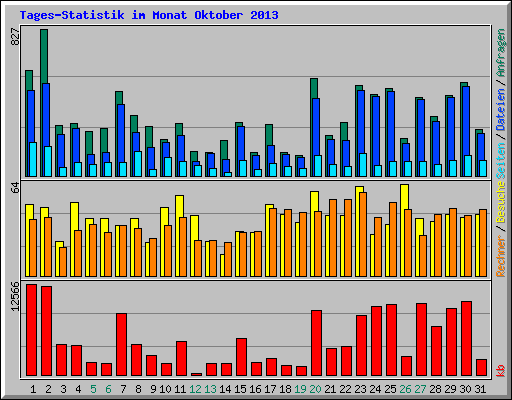 Tages-Statistik im Monat Oktober 2013
827
64
12566
Rechner / Besuche Seiten / Dateien / Anfragen
kb
1 2 3 4 5 6 7 8 9 10 11 12 13 14 15 16 17 18 19 20 21 22 23 24 25 26 27 28 29 30 31